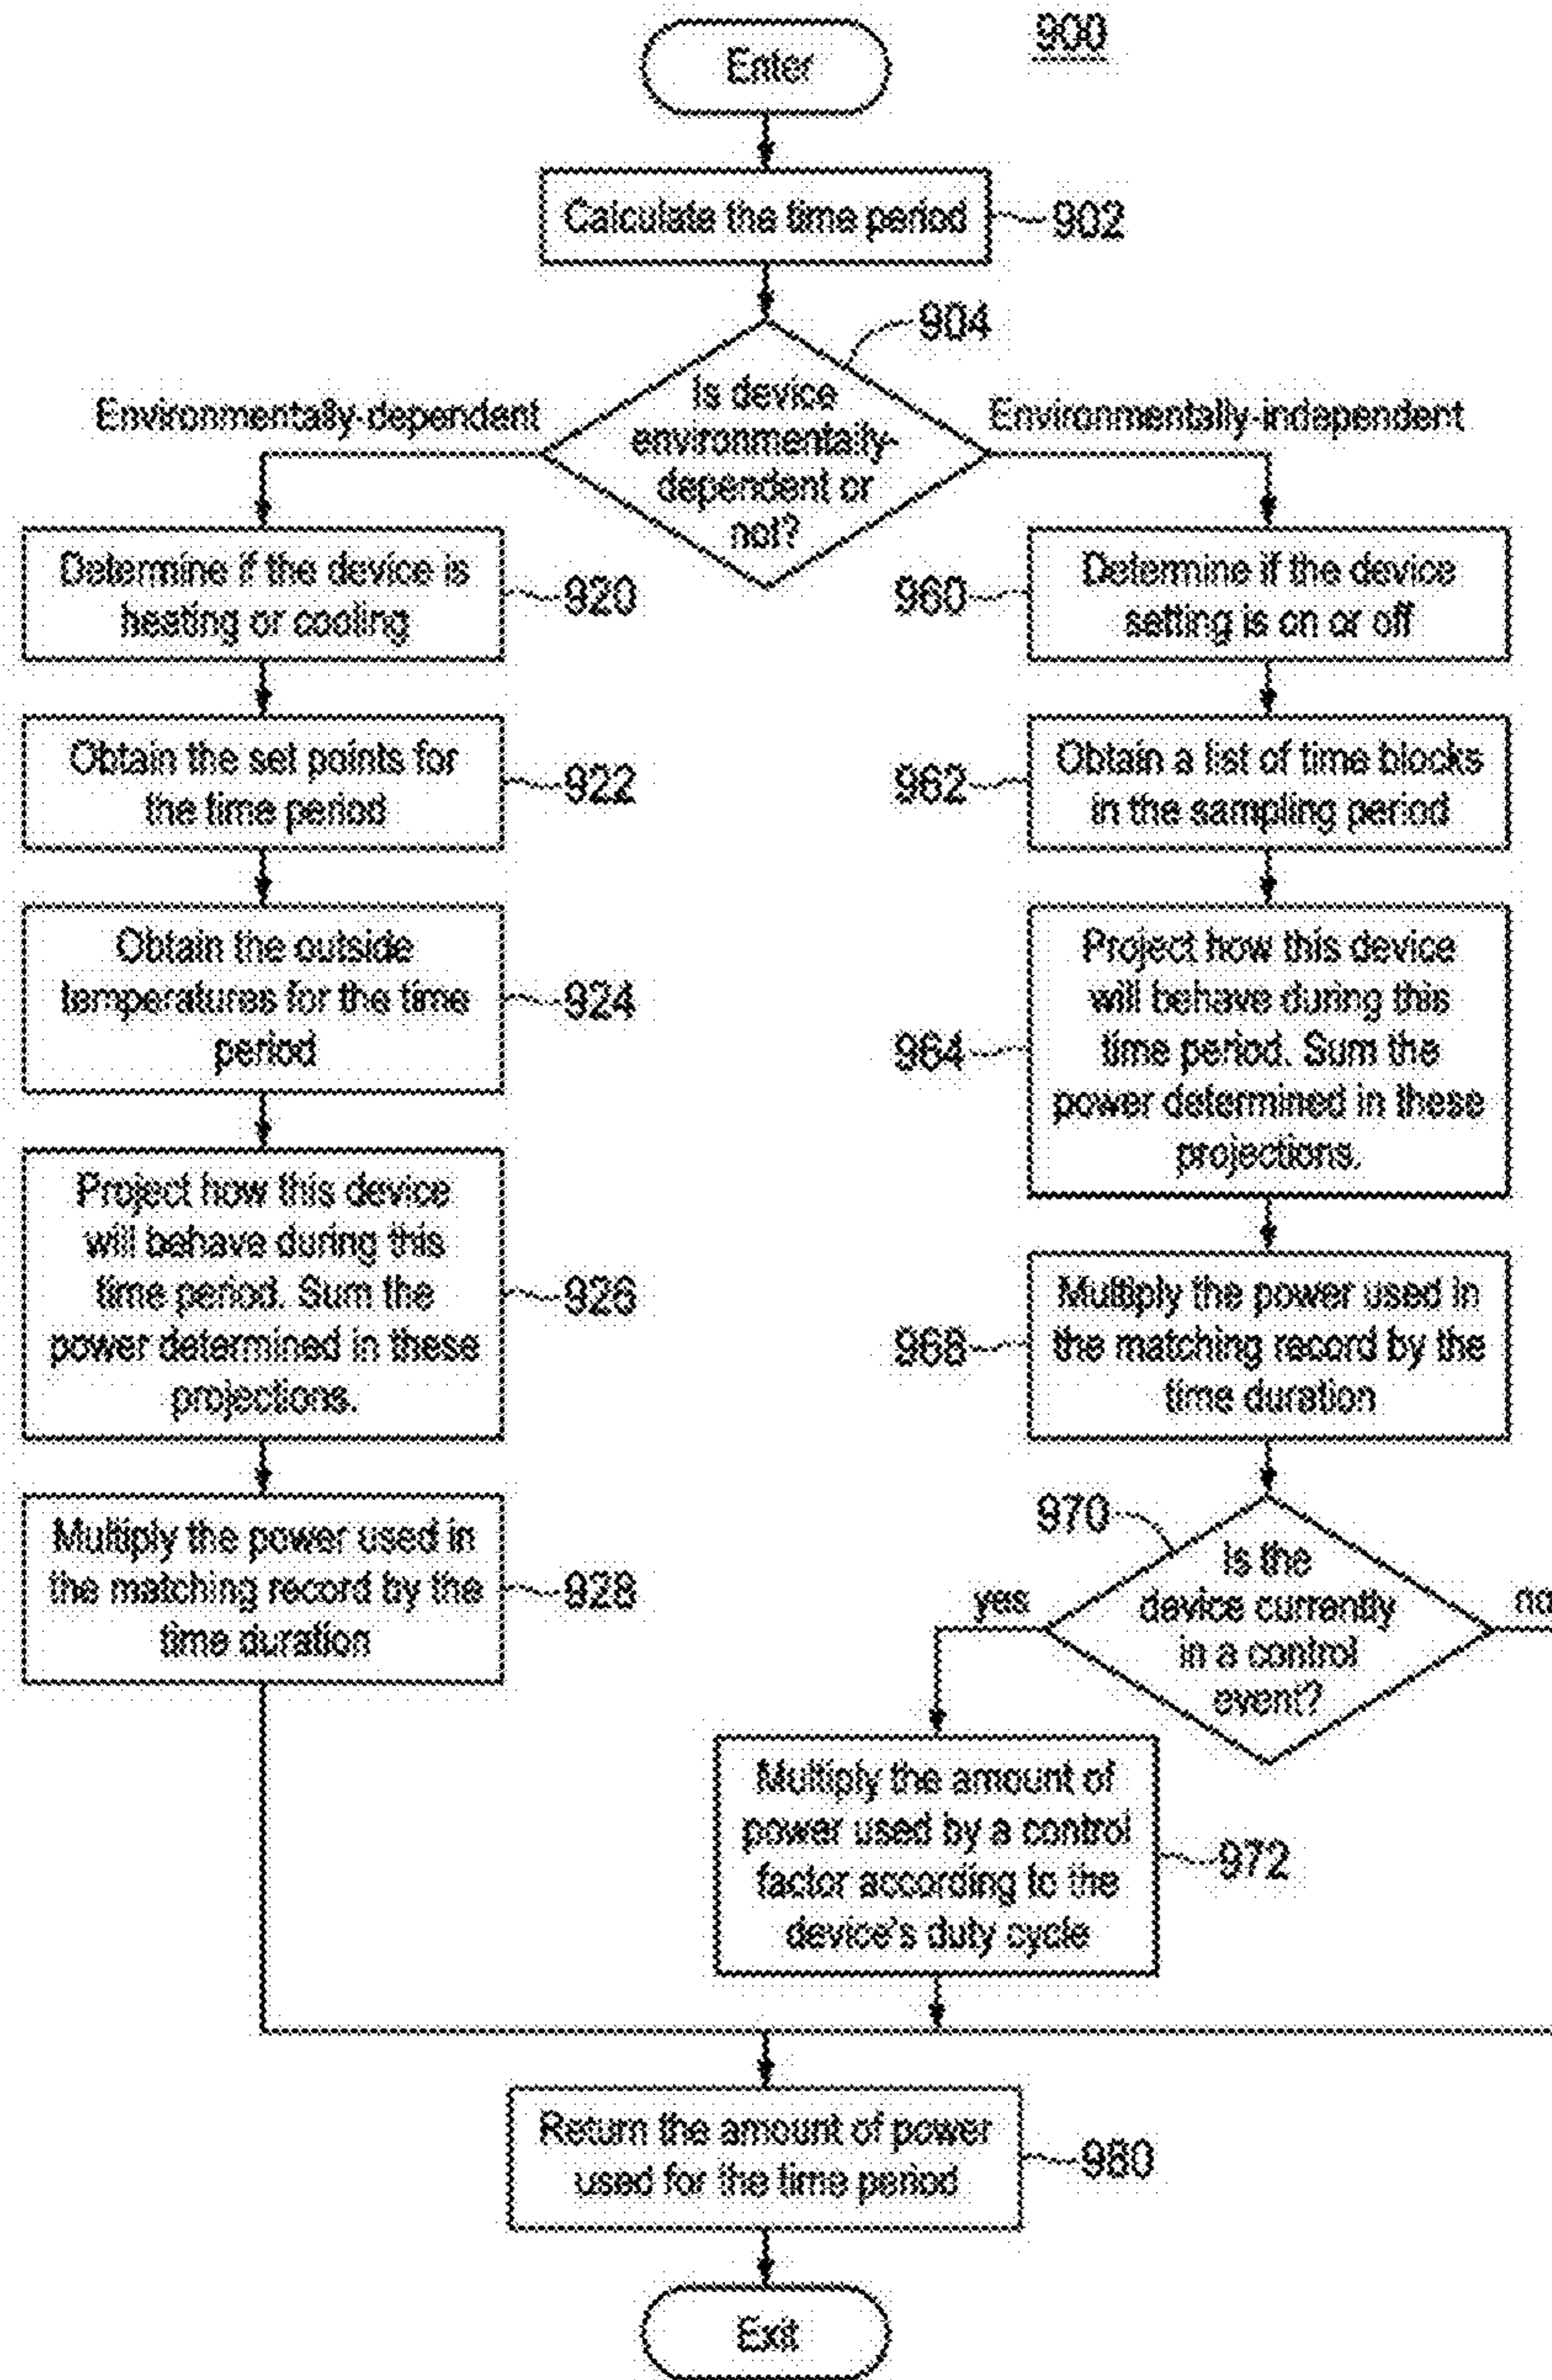 900
Enter
Calculate the time period
902
904
Is device
environmentally-
dependent or
not?
Environmentally-dependent
Environmentally-independent
Determine if the device is
heating or cooling
920
Obtain the set points for
the time period
922
Obtain the outside
temperatures for the time
period
924
Project how this device
will behave during this
time period. Sum the
power determined in these
projections.
926
Multiply the power used in
the matching record by the
time duration
928
960
Determine if the device
setting is on or off
962
Obtain a list of time blocks
in the sampling period
964
Project how this device
will behave during this
time period. Sum the
power determined in these
projections.
968
Multiply the power used in
the matching record by the
time duration
970
Is the
device currently
in a control
event?
yes
no
Multiply the amount of
power used by a control
factor according to the
device's duty cycle
972
Return the amount of power
used for the time period
980
Exit